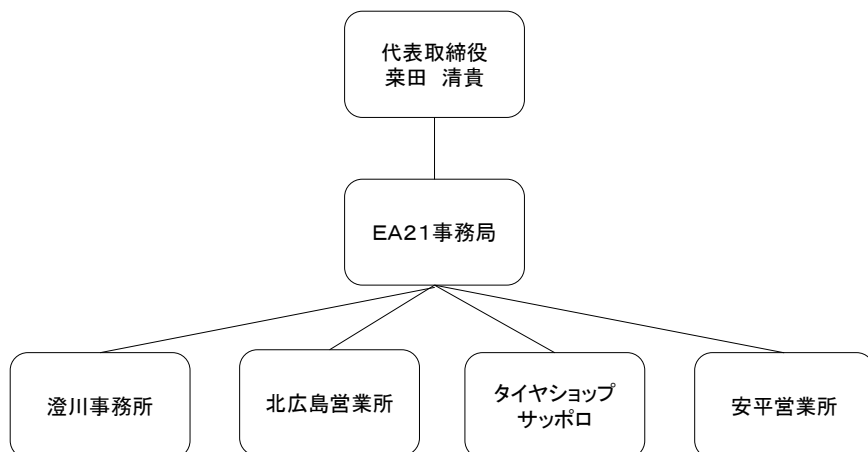 代表取締役
桒田　清貴
EA21事務局
澄川事務所
北広島営業所
タイヤショップ
サッポロ
安平営業所